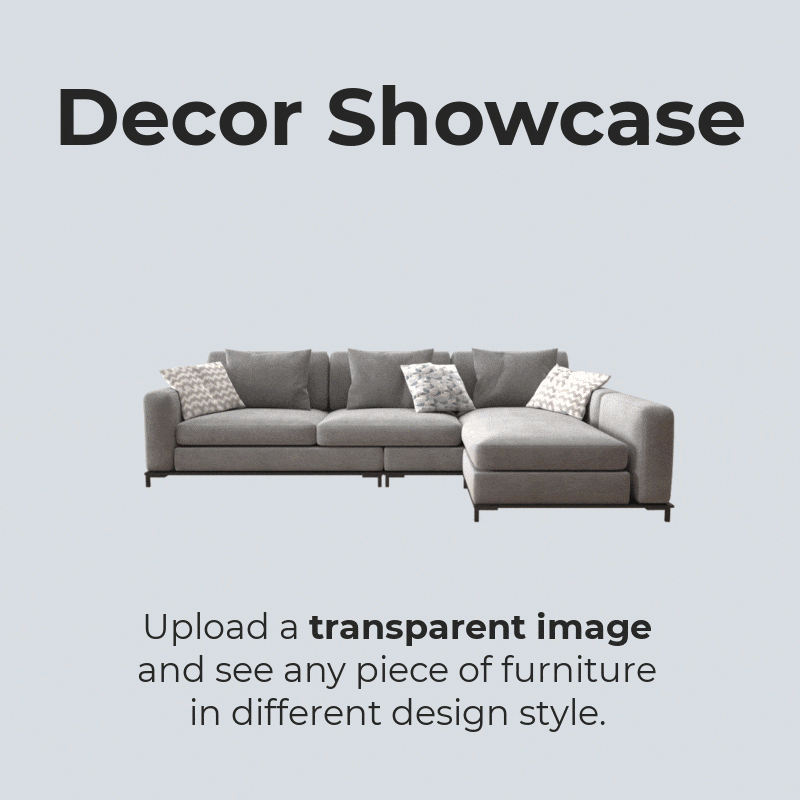 Decor Showcase
Upload a transparent image
and see any piece of furniture
in different design style.